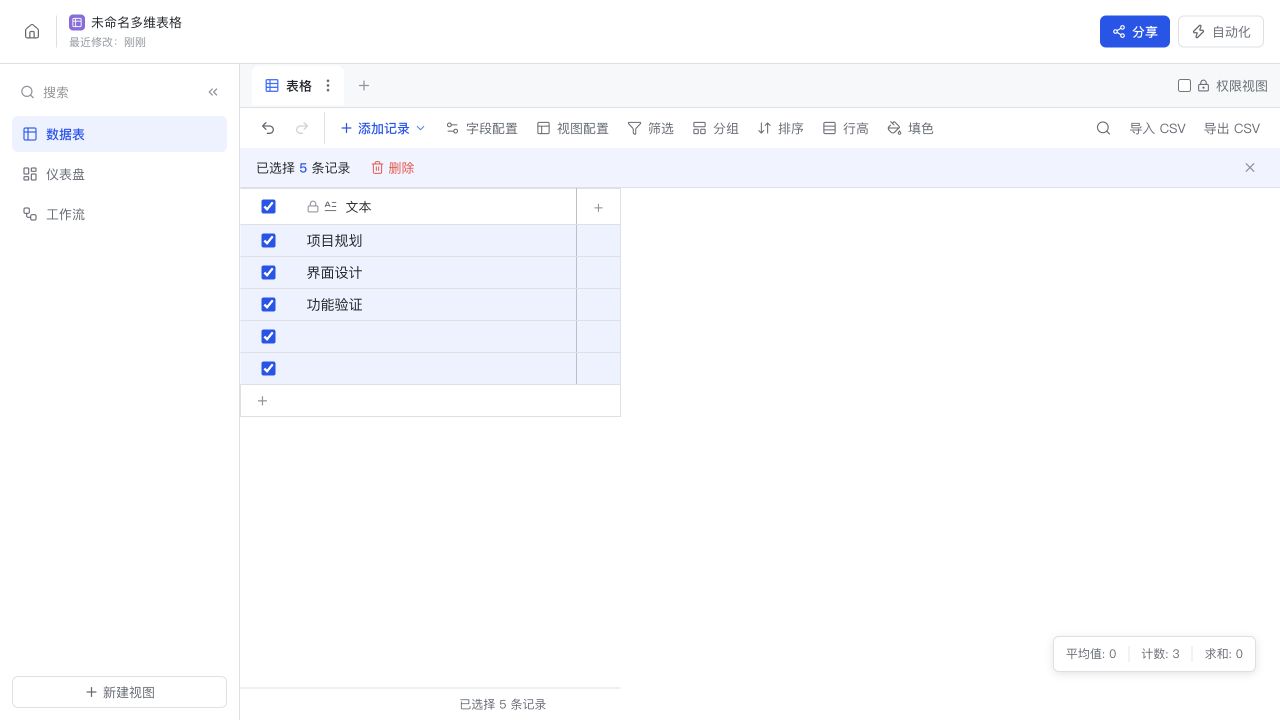 未命名多维表格
最近修改：刚刚
分享
自动化
搜索
数据表
仪表盘
工作流
新建视图
表格
权限视图
添加记录
字段配置
视图配置
筛选
分组
排序
行高
填色
导入 CSV
导出 CSV
已选择 5 条记录
删除
文本
项目规划
界面设计
功能验证
平均值: 0
计数: 3
求和: 0
已选择 5 条记录